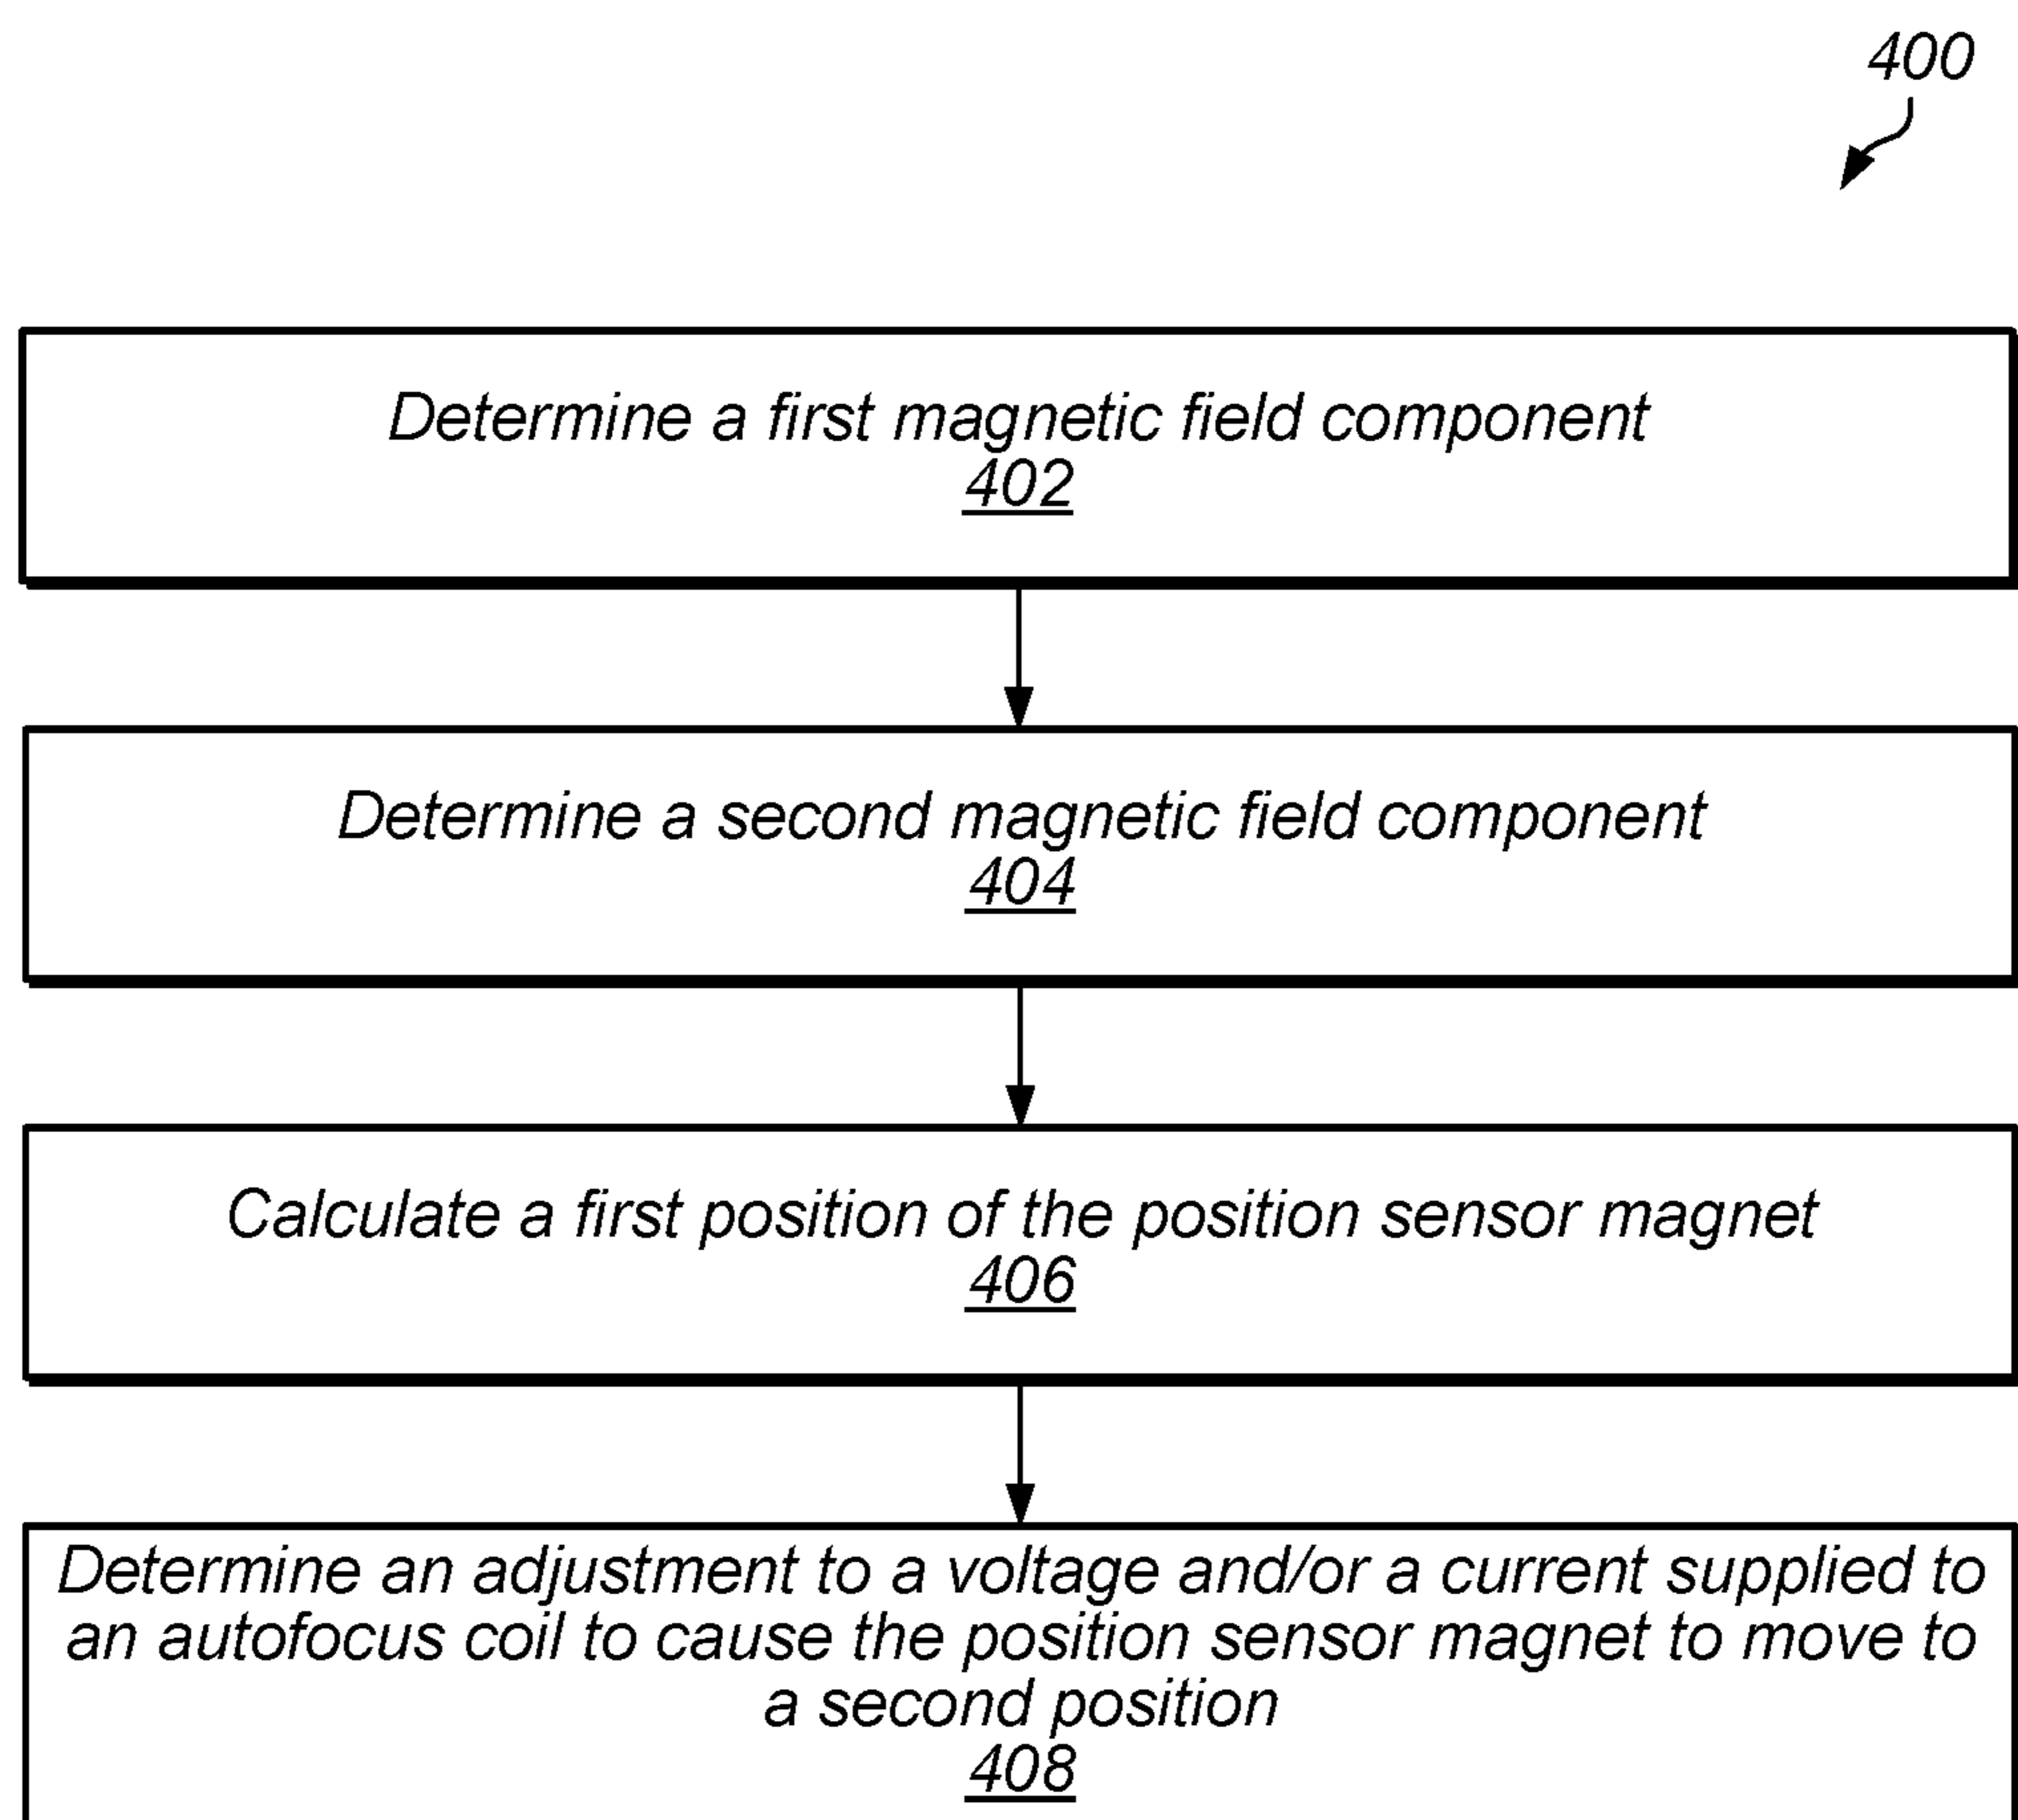 400
Determine a first magnetic field component
402
Determine a second magnetic field component
404
Calculate a first position of the position sensor magnet
406
Determine an adjustment to a voltage and/or a current supplied to
an autofocus coil to cause the position sensor magnet to move to
a second position
408